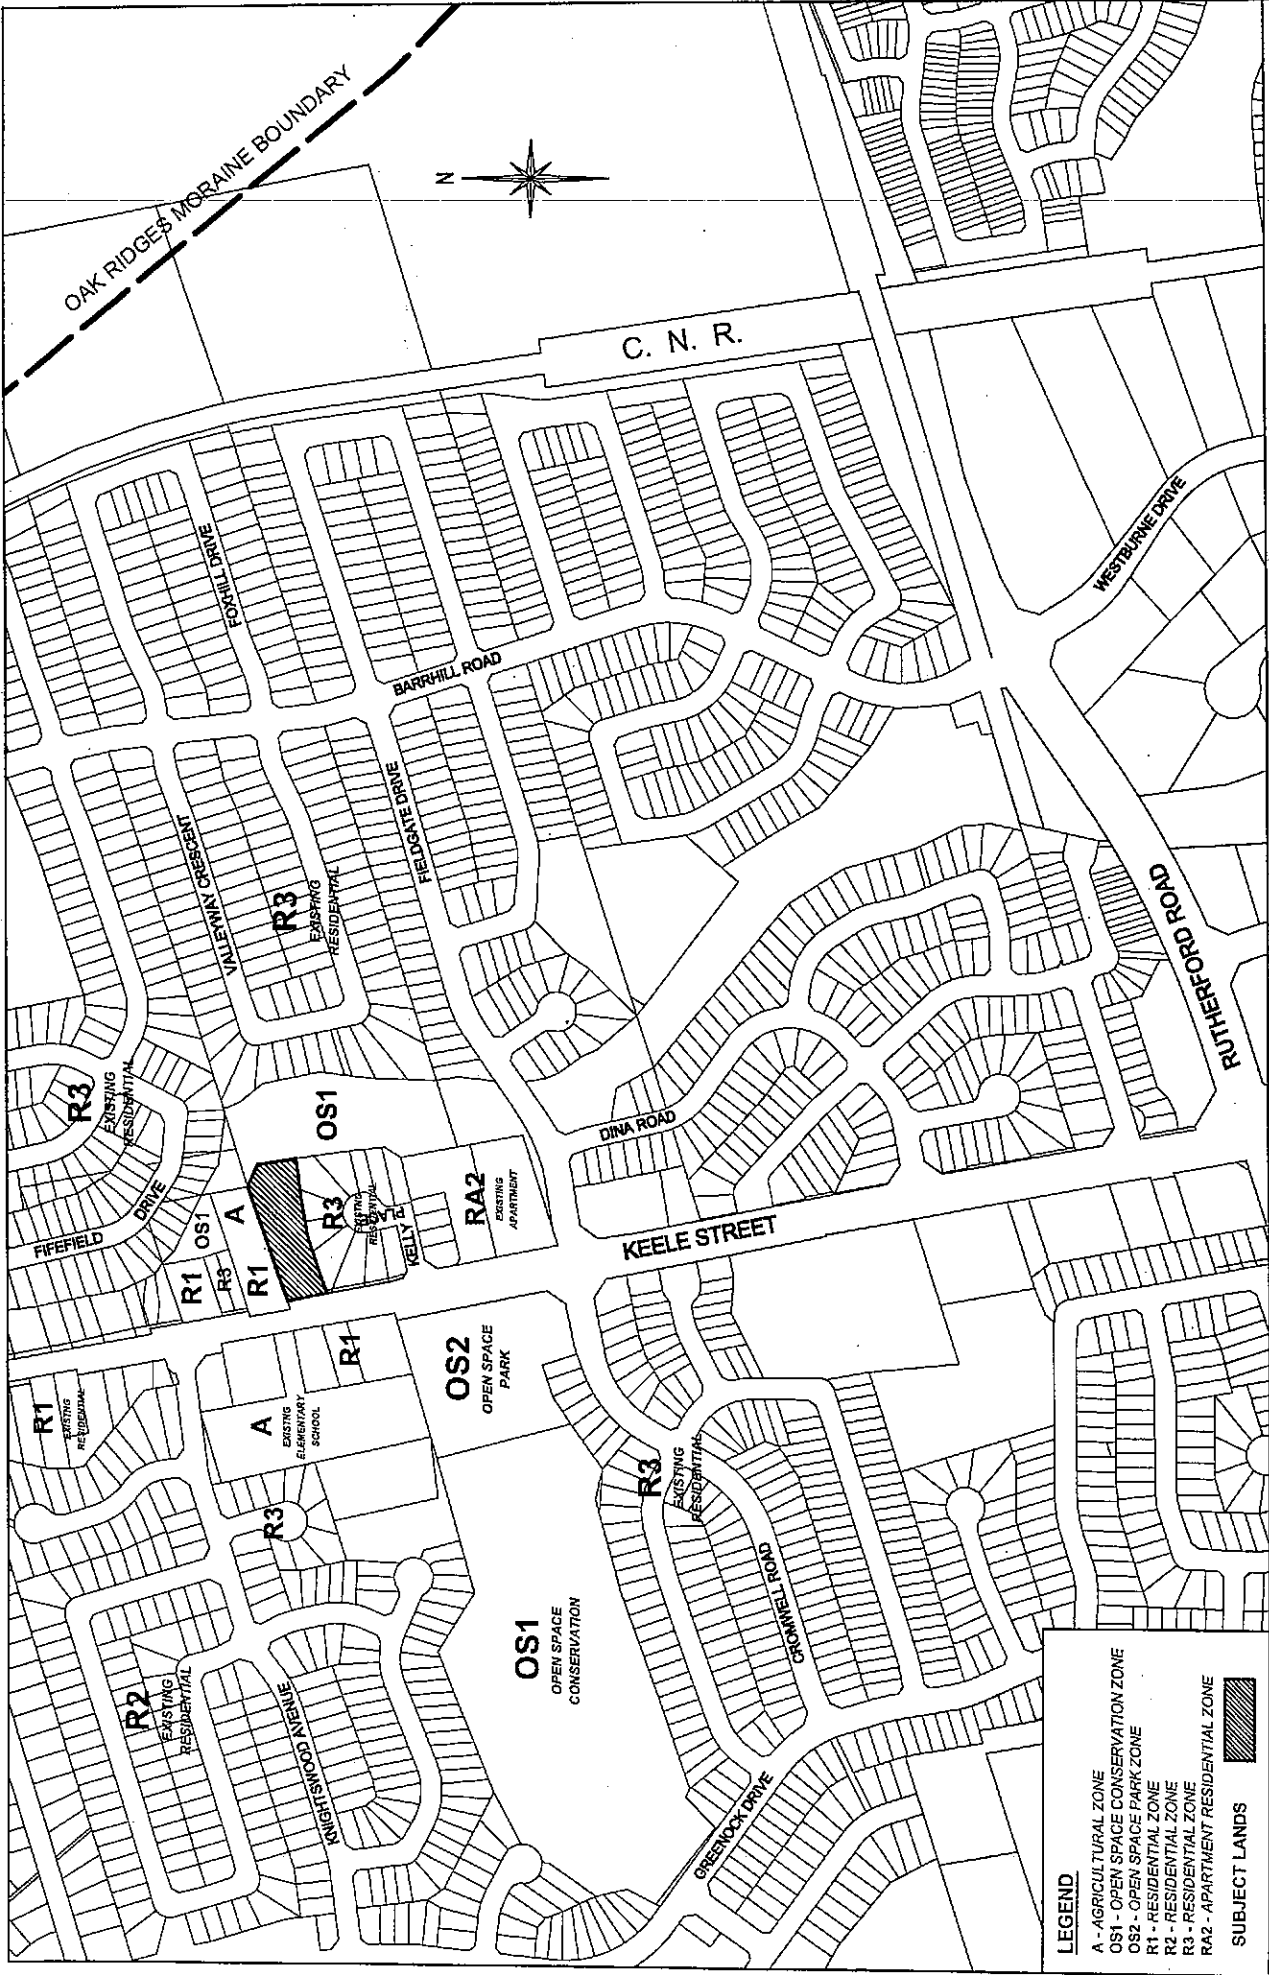 OAK RIDGES MORAINE BOUNDARY
N
C. N. R.
FOXHILL DRIVE
BARRHILL ROAD
WESTBURNE DRIVE
VALLEYWAY CRESCENT
FIELDGATE DRIVE
R3
EXISTING
RESIDENTIAL
RUTHERFORD ROAD
R3
EXISTING
RESIDENTIAL
FIFEFIELD
DRIVE
OS1
DINA ROAD
OS1
A
R3
EXISTNG
RESIDENTIAL
KELLY
RA2
EXISTING
APARTMENT
R1
R3
R1
KEELE STREET
R1
EXISTING
RESIDENTIAL
A
EXISTNG
ELEMENTARY
SCHOOL
R1
OS2
OPEN SPACE
PARK
R3
R3
EXISTING
RESIDENTIAL
CROMWELL ROAD
OS1
OPEN SPACE
CONSERVATION
R2
EXISTING
RESIDENTIAL
KNIGHTSWOOD AVENUE
GREENOCK DRIVE
LEGEND
A - AGRICULTURAL ZONE
OS1 - OPEN SPACE CONSERVATION ZONE
OS2 - OPEN SPACE PARK ZONE
R1 - RESIDENTIAL ZONE
R2 - RESIDENTIAL ZONE
R3 - RESIDENTIAL ZONE
RA2 - APARTMENT RESIDENTIAL ZONE
SUBJECT LANDS